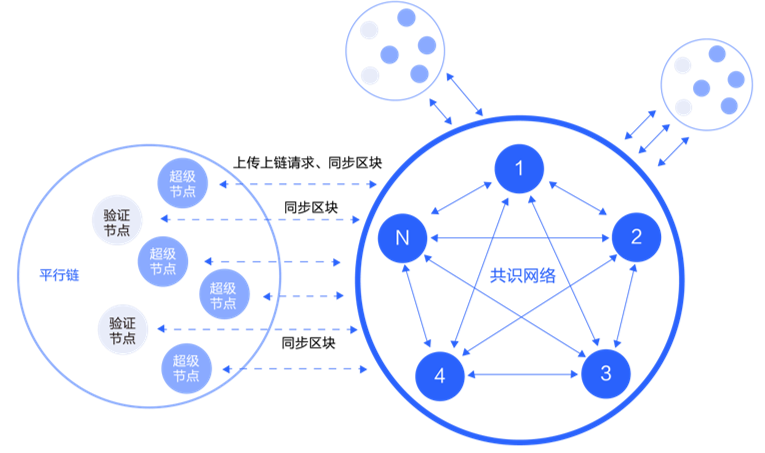 上传上链请求、同步区块
超级
节点
1
同步区块
验证
节点
N
2
超级
节点
平行链
共识网络
超级
节点
验证
节点
同步区块
超级
节点
4
3